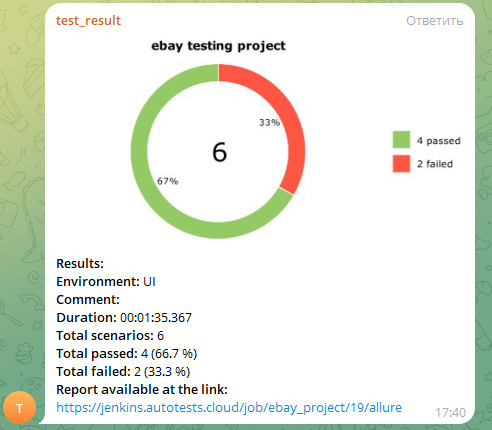 test_result
Ответить
ebay testing project
33%
6
67%
4 passed
2 failed
Results:
Environment: UI
Comment:
Duration: 00:01:35.367
Total scenarios: 6
Total passed: 4 (66.7 %)
Total failed: 2 (33.3 %)
Report available at the link:
https://jenkins.autotests.cloud/job/ebay_project/19/allure
17:40
T